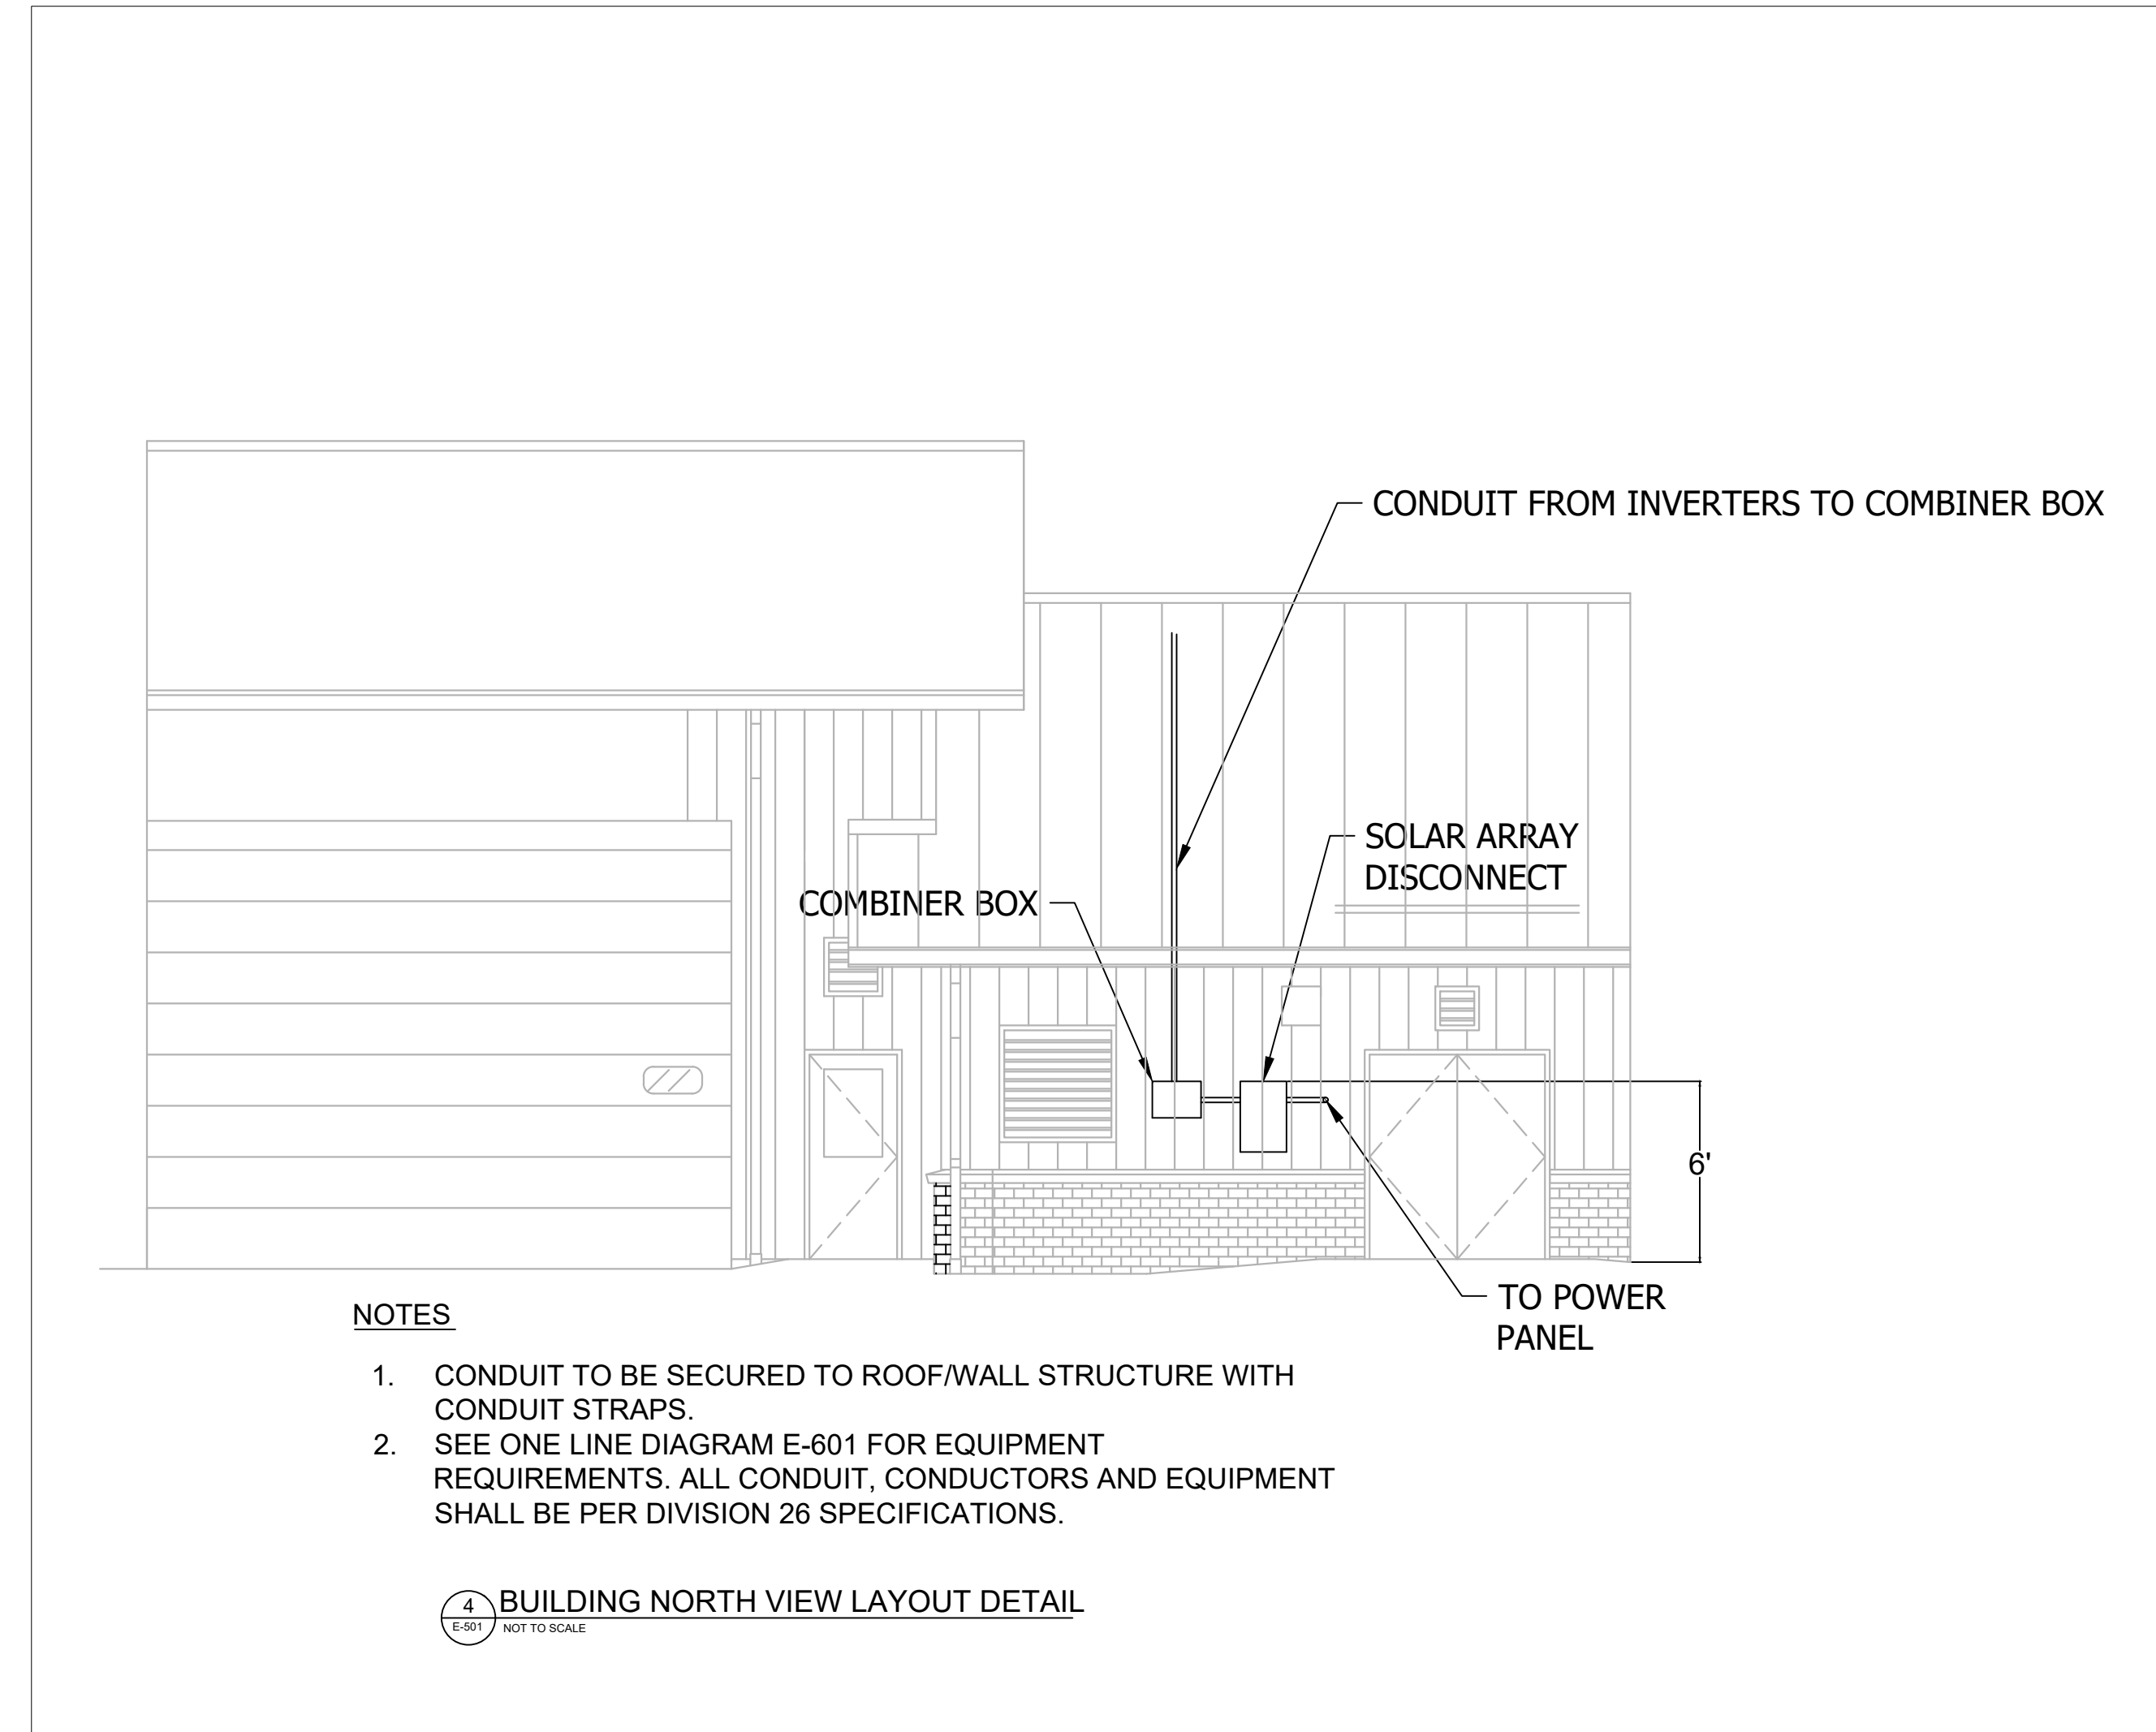 CONDUIT FROM INVERTERS TO COMBINER BOX
SOLAR ARRAY
DISCONNECT
COMBINER BOX
6'
TO POWER
PANEL
NOTES
1. CONDUIT TO BE SECURED TO ROOF/WALL STRUCTURE WITH
CONDUIT STRAPS.
2. SEE ONE LINE DIAGRAM E-601 FOR EQUIPMENT
REQUIREMENTS. ALL CONDUIT, CONDUCTORS AND EQUIPMENT
SHALL BE PER DIVISION 26 SPECIFICATIONS.
4
E-501
BUILDING NORTH VIEW LAYOUT DETAIL
NOT TO SCALE